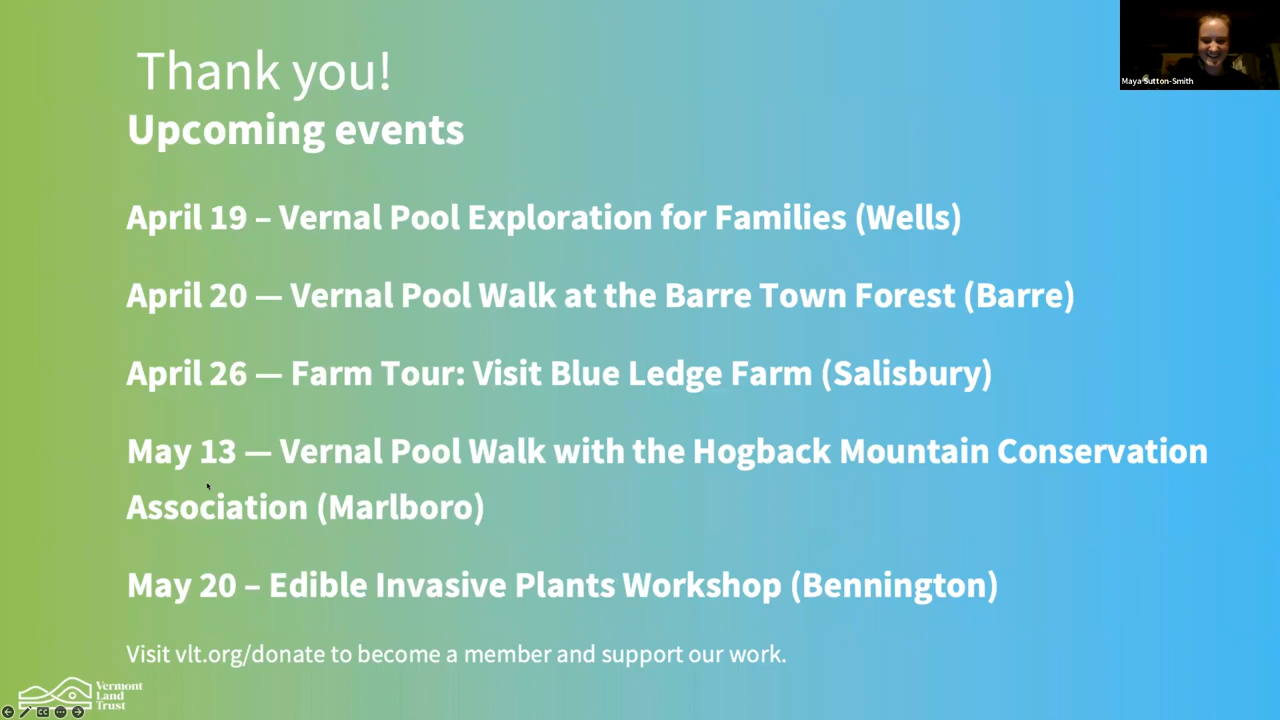 Thank you!
Maya Sutton-Smith
Upcoming events
April 19 – Vernal Pool Exploration for Families (Wells)
April 20 — Vernal Pool Walk at the Barre Town Forest (Barre)
April 26 — Farm Tour: Visit Blue Ledge Farm (Salisbury)
May 13 — Vernal Pool Walk with the Hogback Mountain Conservation
Association (Marlboro)
May 20 – Edible Invasive Plants Workshop (Bennington)
Visit vlt.org/donate to become a member and support our work.
Vermont
Land
Trust
CC